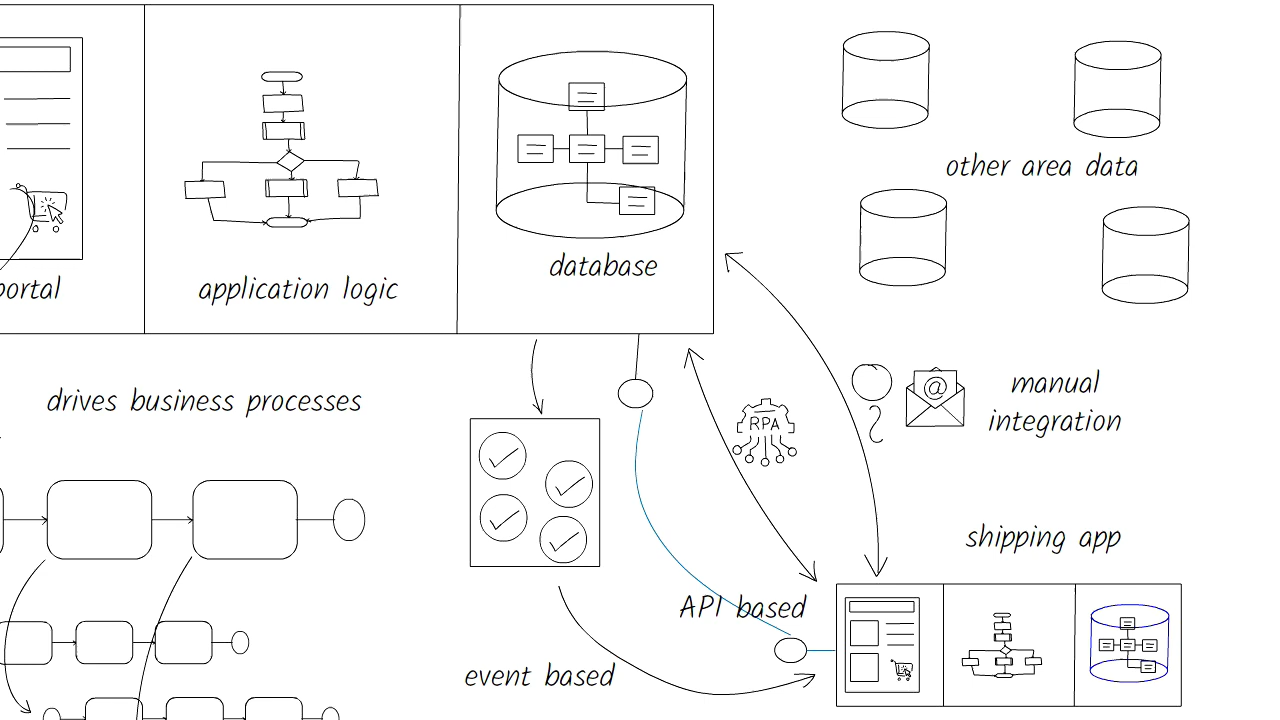 other area data
database
portal
application logic
manual
integration
drives business processes
@
RPA
shipping app
API based
event based